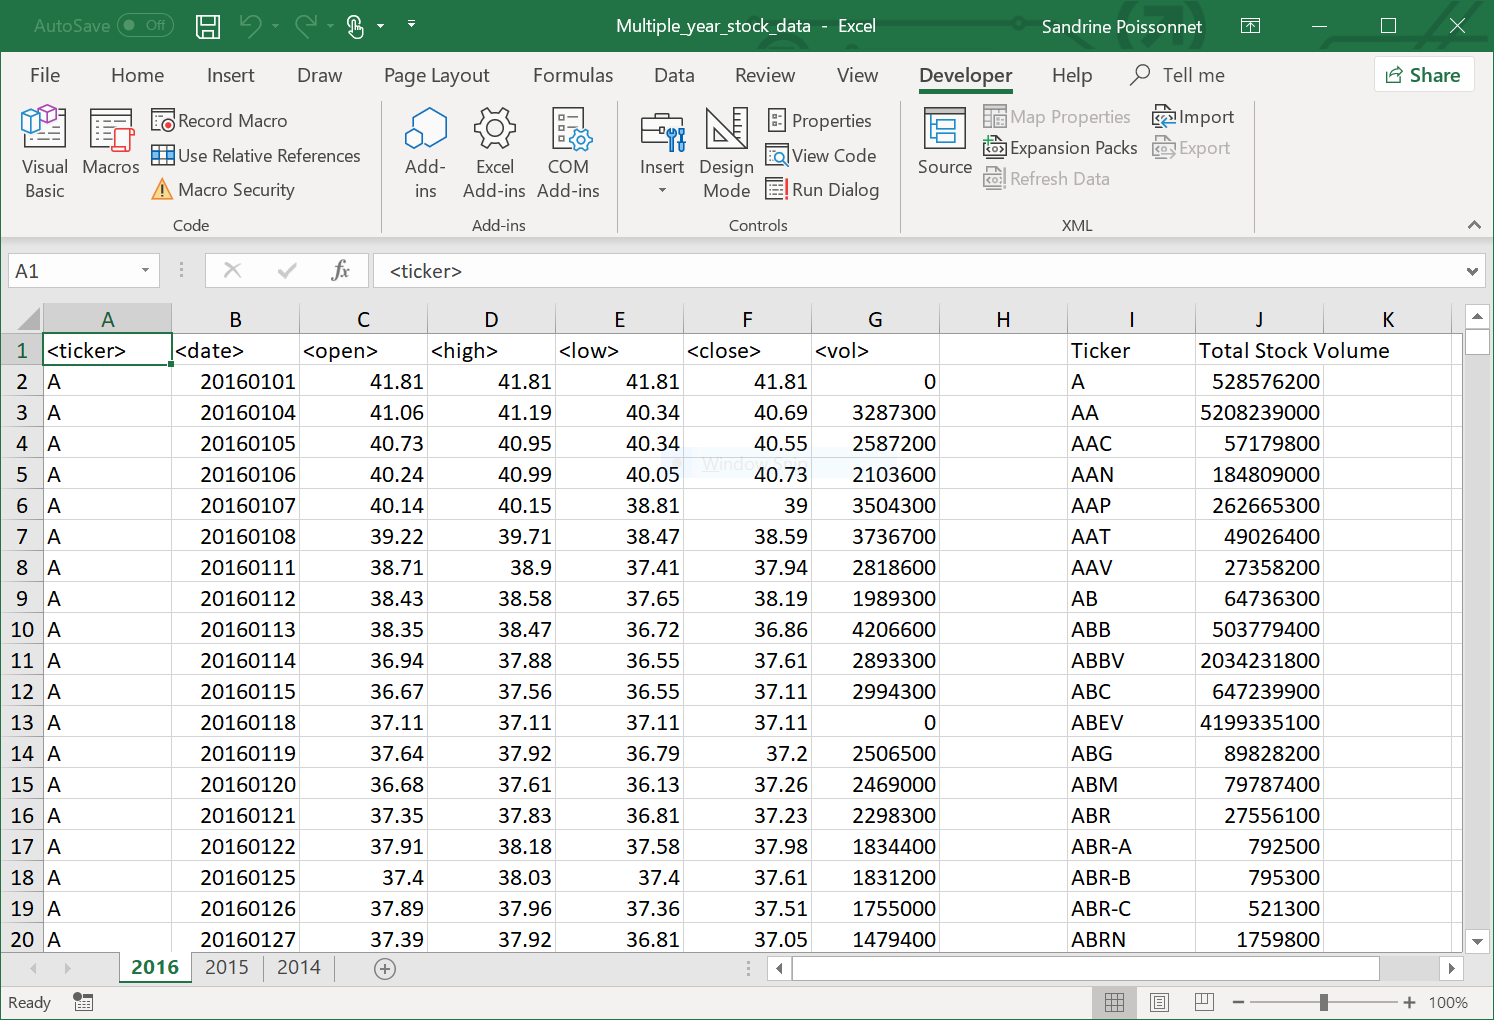 AutoSave Off Multiple_year_stock_data - Excel Sandrine Poissonnet
File Home Insert Draw Page Layout Formulas Data Review View Developer Help Tell me Share
Visual Basic
Macros
Record Macro
Use Relative References
Macro Security
Code
Add-ins
Excel Add-ins
COM Add-ins
Add-ins
Insert
Design Mode
Properties
View Code
Run Dialog
Controls
Source
Map Properties
Expansion Packs
Refresh Data
Import
Export
XML
A1 fx <ticker>
A B C D E F G H I J K
1 <ticker> <date> <open> <high> <low> <close> <vol> Ticker Total Stock Volume
2 A 20160101 41.81 41.81 41.81 41.81 0 A 528576200
3 A 20160104 41.06 41.19 40.34 40.69 3287300 AA 5208239000
4 A 20160105 40.73 40.95 40.34 40.55 2587200 AAC 57179800
5 A 20160106 40.24 40.99 40.05 40.73 2103600 AAN 184809000
6 A 20160107 40.14 40.15 38.81 39 3504300 AAP 262665300
7 A 20160108 39.22 39.71 38.47 38.59 3736700 AAT 49026400
8 A 20160111 38.71 38.9 37.41 37.94 2818600 AAV 27358200
9 A 20160112 38.43 38.58 37.65 38.19 1989300 AB 64736300
10 A 20160113 38.35 38.47 36.72 36.86 4206600 ABB 503779400
11 A 20160114 36.94 37.88 36.55 37.61 2893300 ABBV 2034231800
12 A 20160115 36.67 37.56 36.55 37.11 2994300 ABC 647239900
13 A 20160118 37.11 37.11 37.11 37.11 0 ABEV 4199335100
14 A 20160119 37.64 37.92 36.79 37.2 2506500 ABG 89828200
15 A 20160120 36.68 37.61 36.13 37.26 2469000 ABM 79787400
16 A 20160121 37.35 37.83 36.81 37.23 2298300 ABR 27556100
17 A 20160122 37.91 38.18 37.58 37.98 1834400 ABR-A 792500
18 A 20160125 37.4 38.03 37.4 37.61 1831200 ABR-B 795300
19 A 20160126 37.89 37.96 37.36 37.51 1755000 ABR-C 521300
20 A 20160127 37.39 37.92 36.81 37.05 1479400 ABRN 1759800
2016 2015 2014
Ready 100%